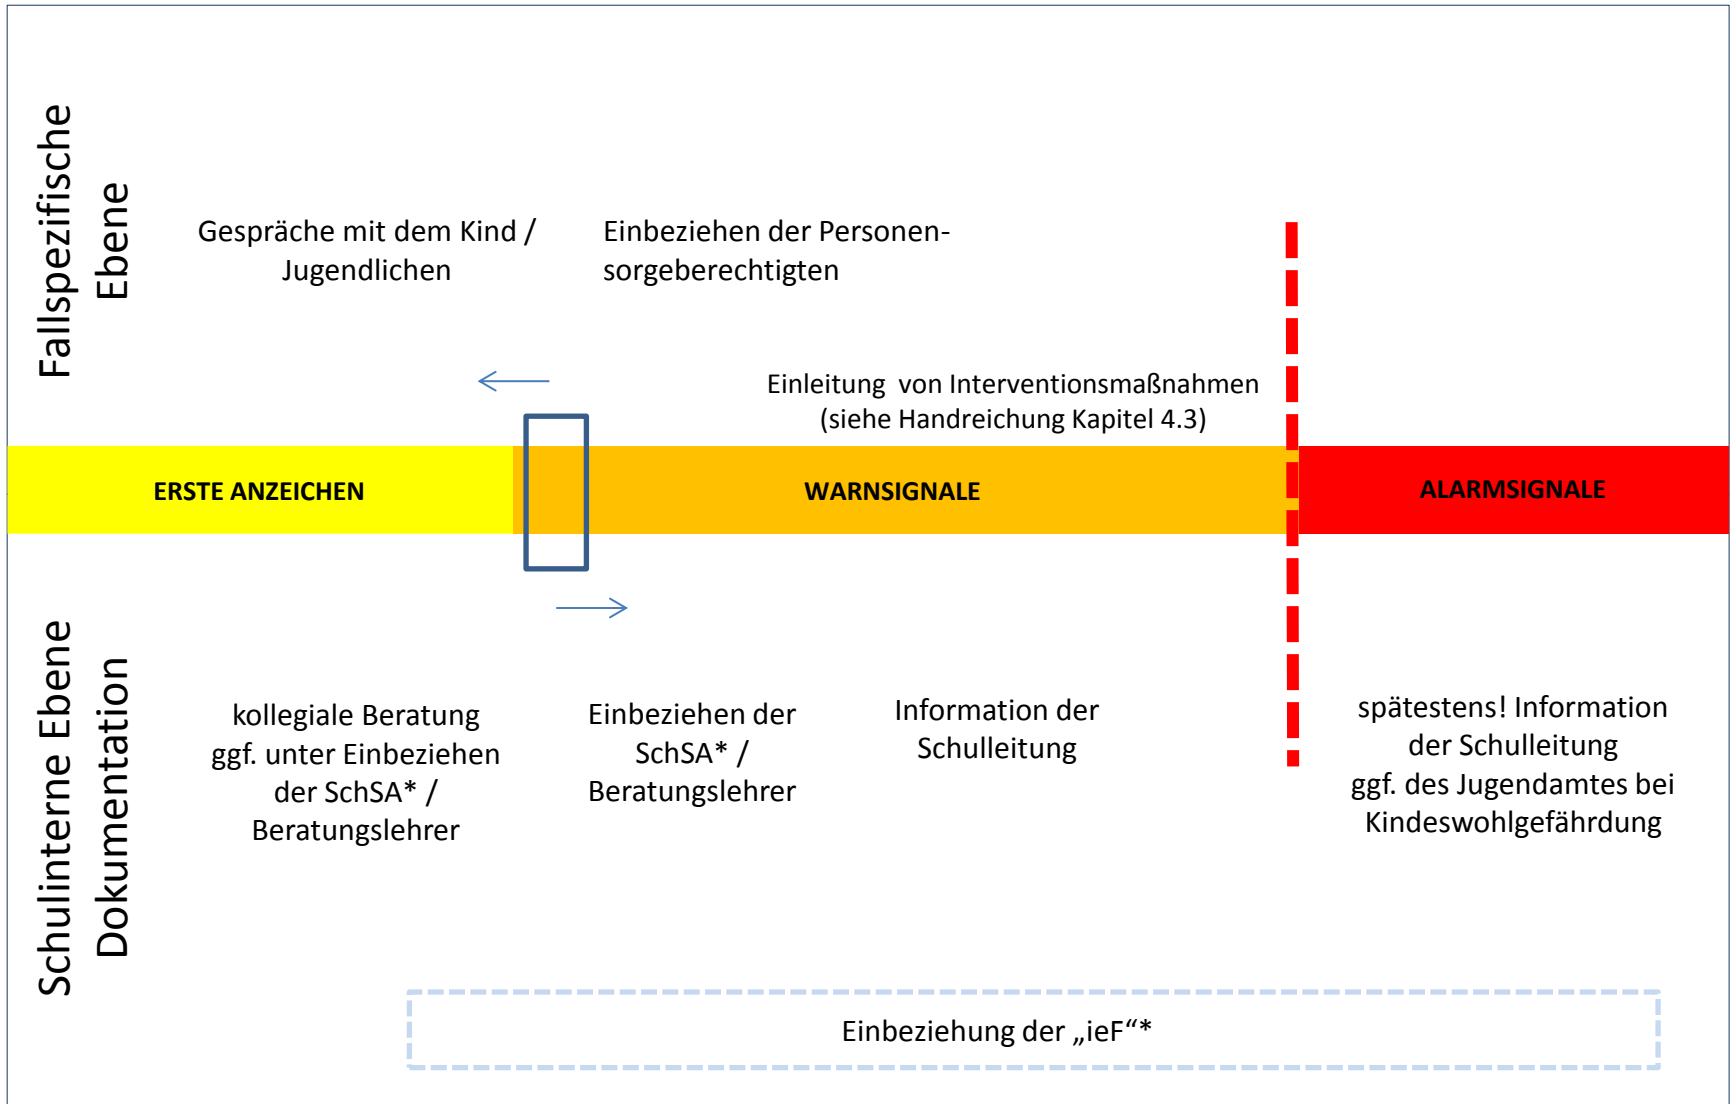 Fallspezifische
Ebene
Gespräche mit dem Kind /
Jugendlichen
Einbeziehen der Personen-
sorgeberechtigten
Einleitung von Interventionsmaßnahmen
(siehe Handreichung Kapitel 4.3)
ERSTE ANZEICHEN
WARNSIGNALE
ALARMSIGNALE
Schulinterne Ebene
Dokumentation
kollegiale Beratung
ggf. unter Einbeziehen
der SchSA* /
Beratungslehrer
Einbeziehen der
SchSA* /
Beratungslehrer
Information der
Schulleitung
spätestens! Information
der Schulleitung
ggf. des Jugendamtes bei
Kindeswohlgefährdung
Einbeziehung der „ieF“*